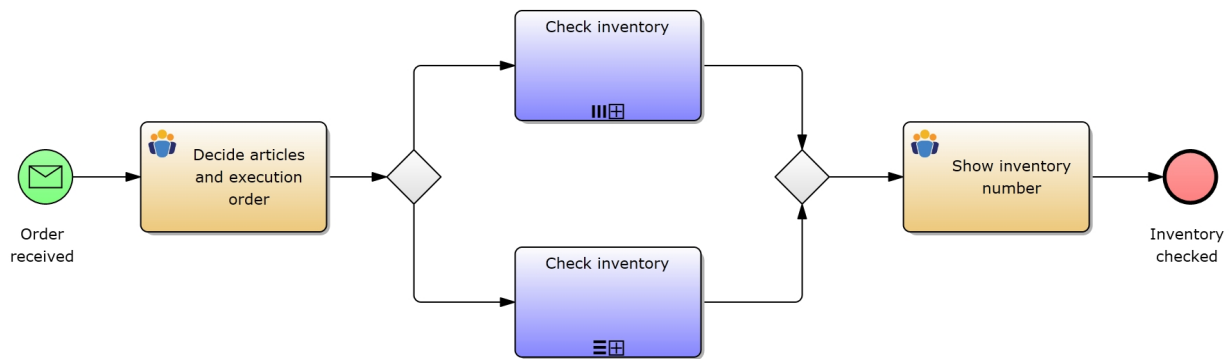 Order
received
Decide articles
and execution
order
Check inventory
Check inventory
Show inventory
number
Inventory
checked